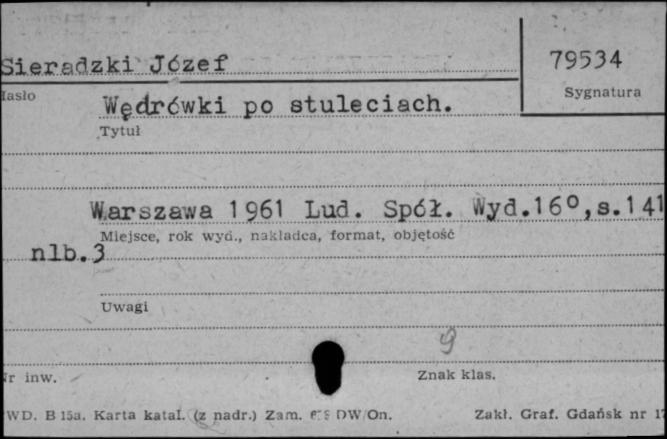 Sieradzki Józef
79534
Hasło
Sygnatura
Wędrówki po stuleciach.
Tytuł
Warszawa 1961 Lud. Spół. Wyd.16°,s.141
Miejsce, rok wyd., nakładca, format, objętość
nlb.3
Uwagi
9
Nr inw.
Znak klas.
WD. B 15a. Karta katal. (z nadr.) Zam. DW/On.
Zakł. Graf. Gdańsk nr 17